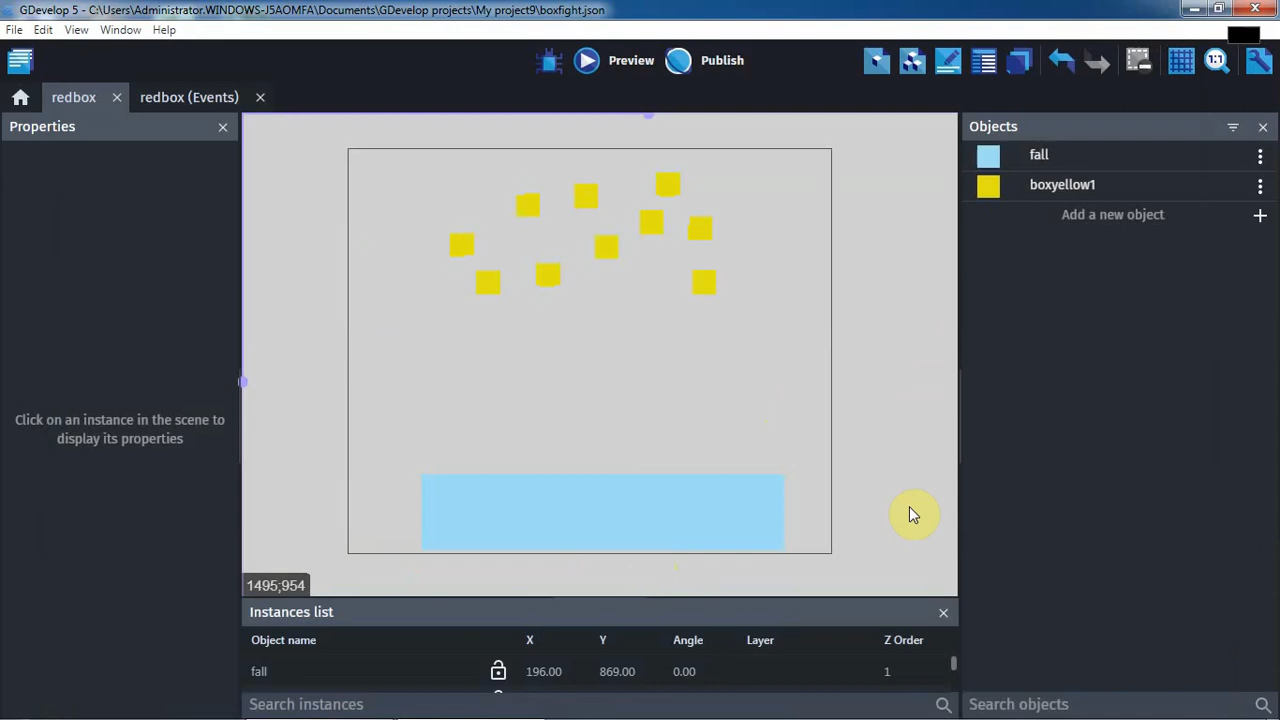 GDevelop 5 - C:\Users\Administrator.WINDOWS-J5AOMFA\Documents\GDevelop projects\My project9\boxfight.json
File Edit View Window Help
Preview Publish 1:1
redbox redbox (Events)
Properties
Objects
fall
boxyellow1
Add a new object
Click on an instance in the scene to
display its properties
1495;954
Instances list
Object name X Y Angle Layer Z Order
fall 196.00 869.00 0.00 1
Search instances
Search objects